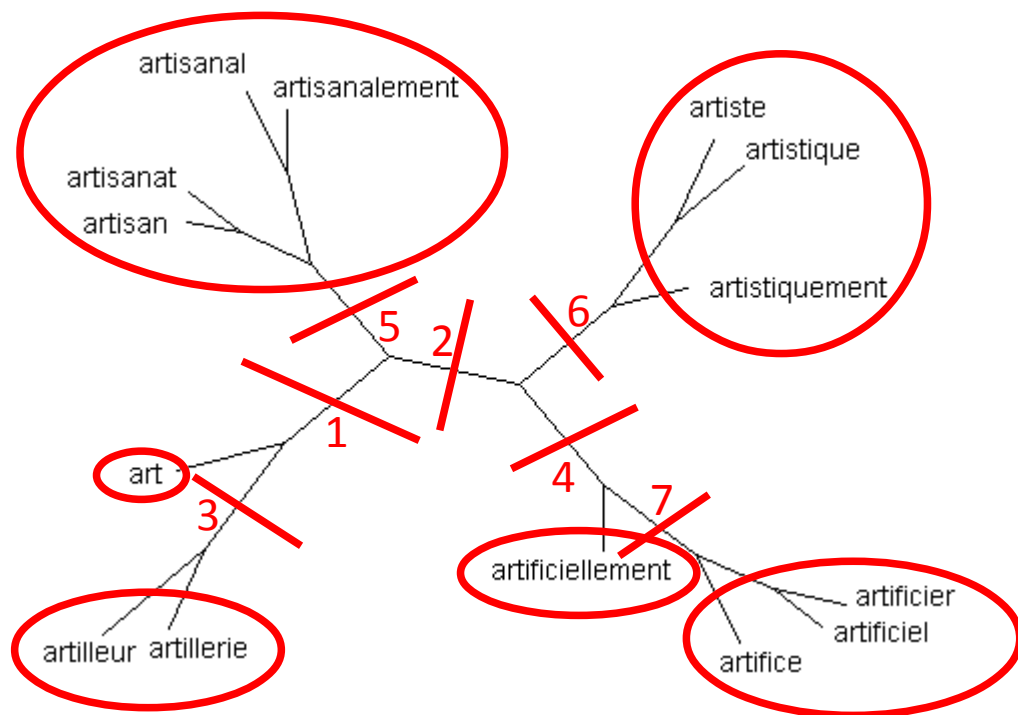 artisanal
artisanalement
artiste
artistique
artisanat
artisan
artistiquement
5
2
6
1
art
4
7
3
artificiellement
artificier
artificiel
artilleur
artillerie
artifice